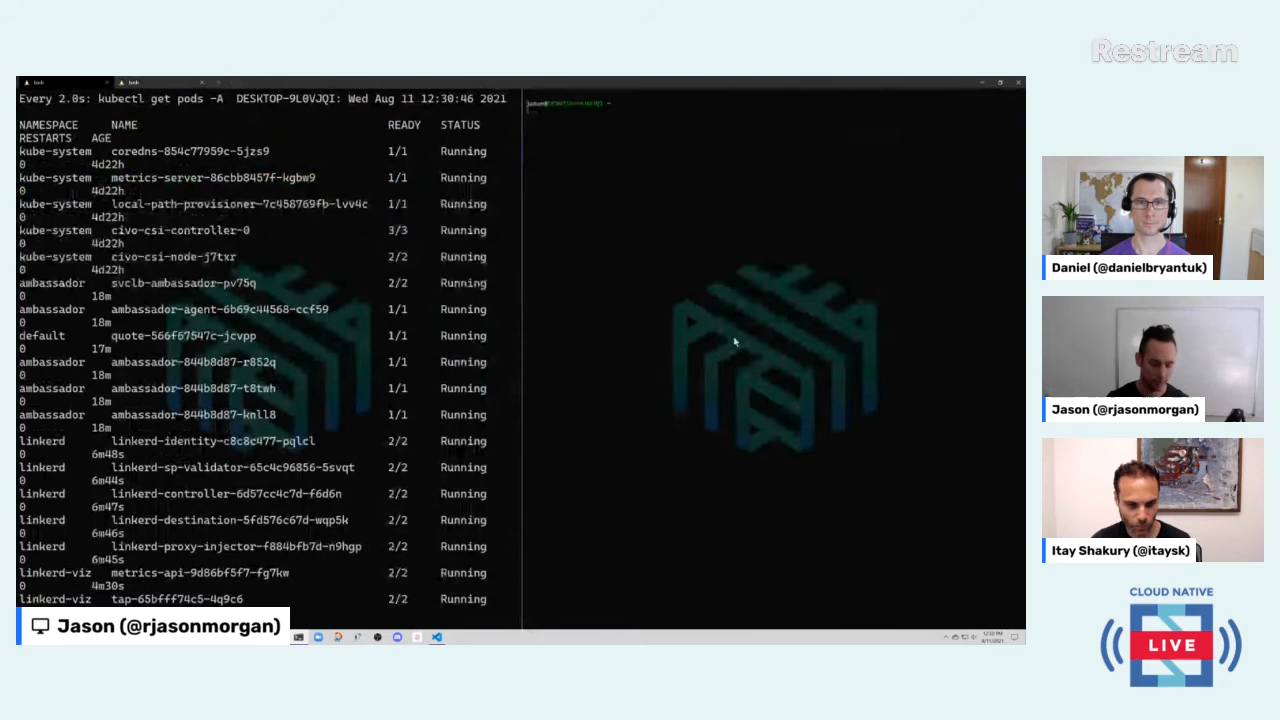 Restream
bash
bash
Every 2.0s: kubectl get pods -A DESKTOP-9L0VJQI: Wed Aug 11 12:30:46 2021
NAMESPACE NAME READY STATUS
RESTARTS AGE
kube-system coredns-854c77959c-5jzs9 1/1 Running
0 4d22h
kube-system metrics-server-86cbb8457f-kgbw9 1/1 Running
0 4d22h
kube-system local-path-provisioner-7c458769fb-lvv4c 1/1 Running
0 4d22h
kube-system civo-csi-controller-0 3/3 Running
0 4d22h
kube-system civo-csi-node-j7txr 2/2 Running
0 4d22h
ambassador svclb-ambassador-pv75q 2/2 Running
0 18m
ambassador ambassador-agent-6b69c44568-ccf59 1/1 Running
0 18m
default quote-566f67547c-jcvpp 1/1 Running
0 17m
ambassador ambassador-844b8d87-r852q 1/1 Running
0 18m
ambassador ambassador-844b8d87-t8twh 1/1 Running
0 18m
ambassador ambassador-844b8d87-knll8 1/1 Running
0 18m
linkerd linkerd-identity-c8c8c477-pqlcl 2/2 Running
0 6m48s
linkerd linkerd-sp-validator-65c4c96856-5svqt 2/2 Running
0 6m44s
linkerd linkerd-controller-6d57cc4c7d-f6d6n 2/2 Running
0 6m47s
linkerd linkerd-destination-5fd576c67d-wqp5k 2/2 Running
0 6m46s
linkerd linkerd-proxy-injector-f884bfb7d-n9hgp 2/2 Running
0 6m45s
linkerd-viz metrics-api-9d86bf5f7-fg7kw 2/2 Running
0 4m30s
linkerd-viz tap-65bfff74c5-4q9c6 2/2 Running
Jason (@rjasonmorgan)
12:30 PM
8/11/2021
Daniel (@danielbryantuk)
Jason (@rjasonmorgan)
Itay Shakury (@itaysk)
CLOUD NATIVE
LIVE